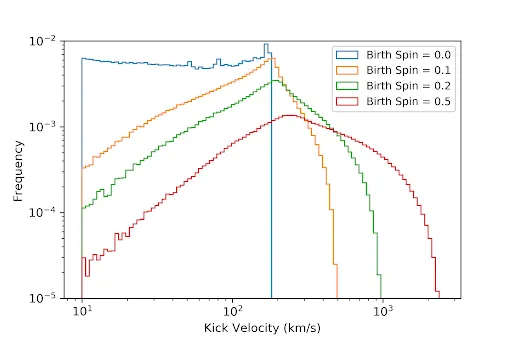 10⁻²
10⁻³
10⁻⁴
10⁻⁵
Frequency
Birth Spin = 0.0
Birth Spin = 0.1
Birth Spin = 0.2
Birth Spin = 0.5
10¹ 10² 10³
Kick Velocity (km/s)